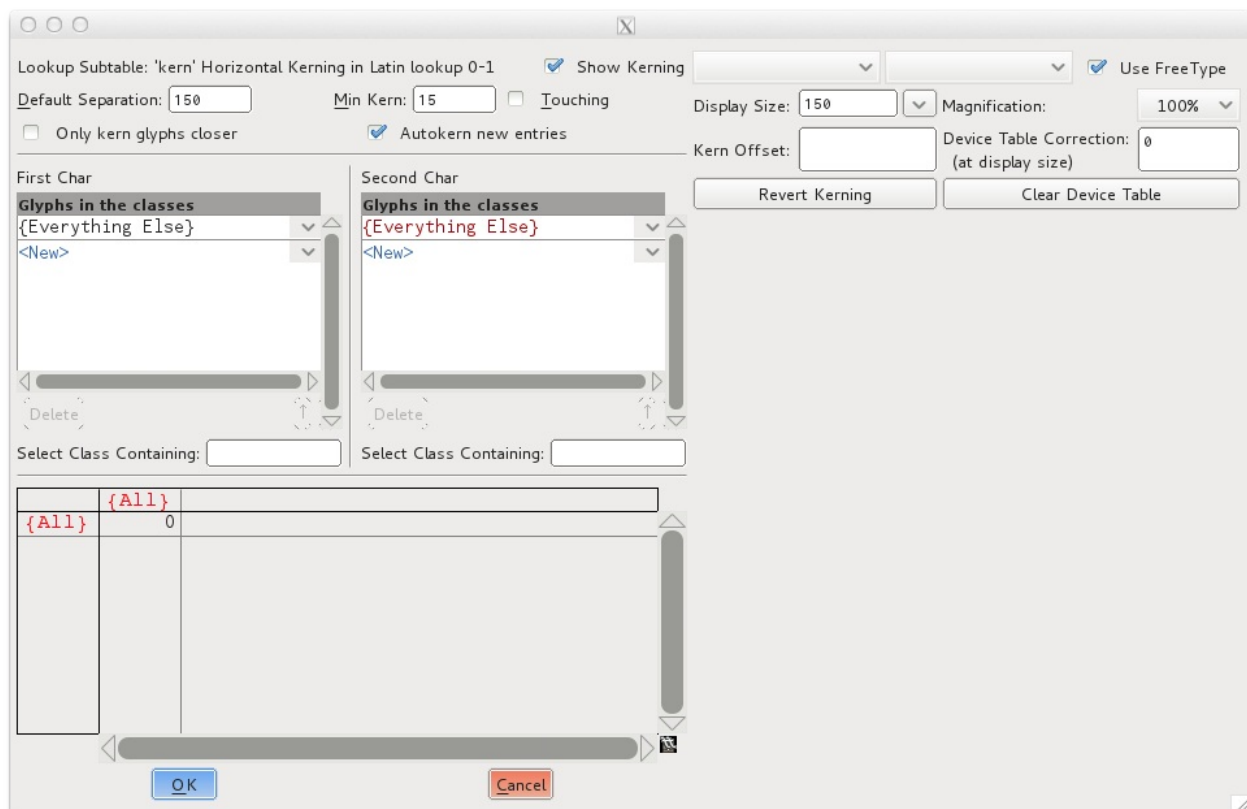 Lookup Subtable: 'kern' Horizontal Kerning in Latin lookup 0-1
Show Kerning
Use FreeType
Default Separation: 150
Min Kern: 15
Touching
Display Size: 150
Magnification: 100%
Only kern glyphs closer
Autokern new entries
Kern Offset:
Device Table Correction: 0
(at display size)
Revert Kerning
Clear Device Table
First Char
Glyphs in the classes
{Everything Else}
<New>
Delete
Select Class Containing:
Second Char
Glyphs in the classes
{Everything Else}
<New>
Delete
Select Class Containing:
{All}
{All} 0
OK
Cancel